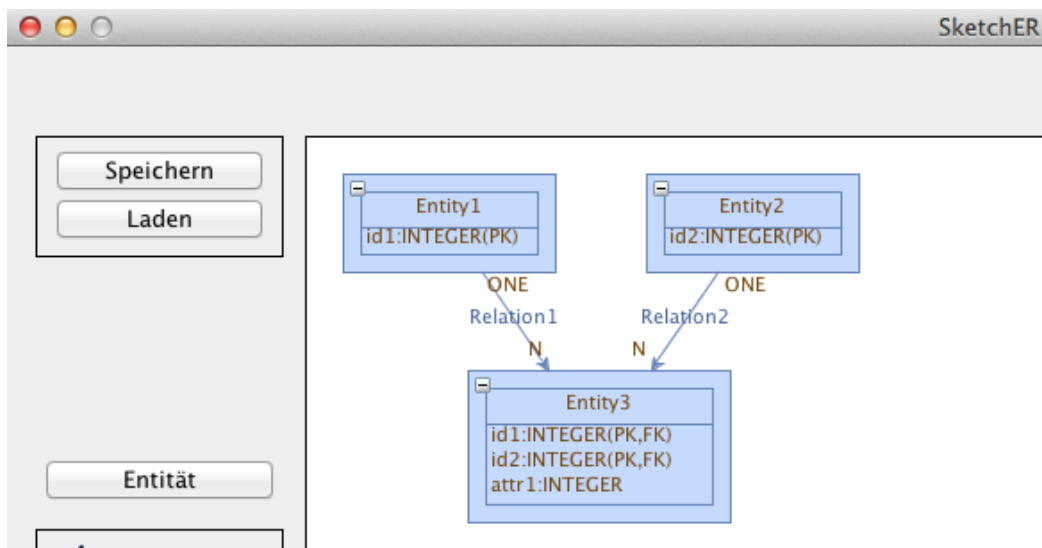 SketchER
Speichern
Laden
Entität
Entity1
id1:INTEGER(PK)
Entity2
id2:INTEGER(PK)
ONE
ONE
Relation1
Relation2
N
N
Entity3
id1:INTEGER(PK,FK)
id2:INTEGER(PK,FK)
attr1:INTEGER